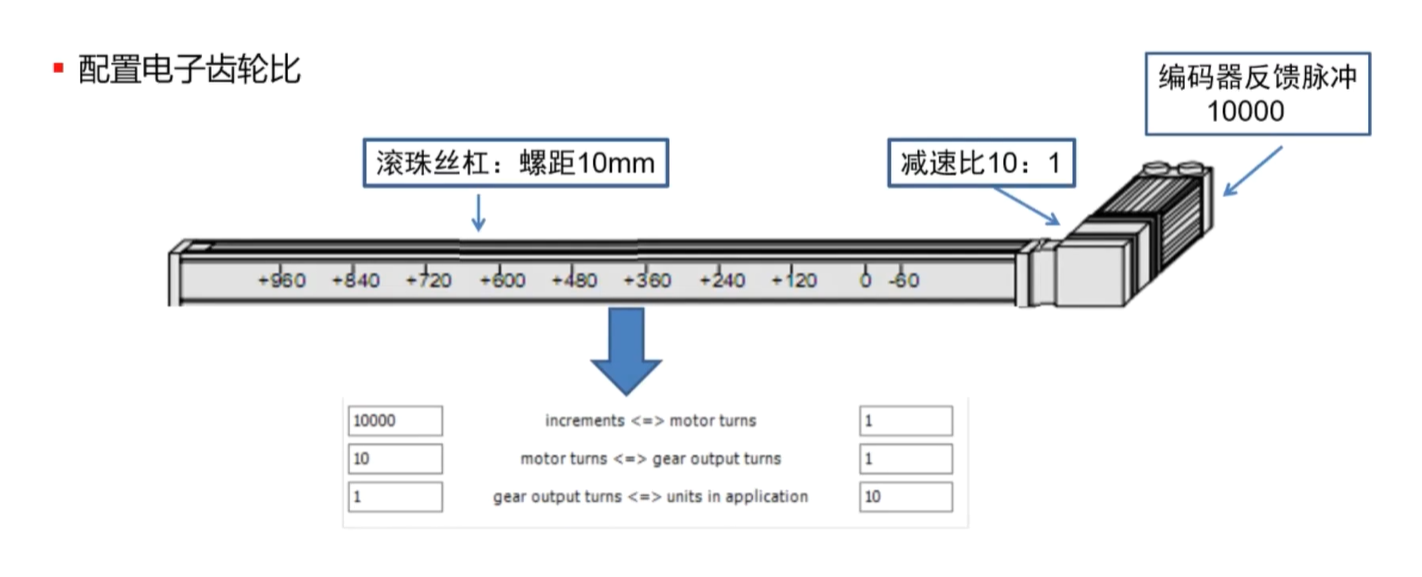 配置电子齿轮比
编码器反馈脉冲
10000
滚珠丝杠：螺距10mm
减速比10：1
+960 +840 +720 +600 +480 +360 +240 +120 0 -60
10000 increments <=> motor turns 1
10 motor turns <=> gear output turns 1
1 gear output turns <=> units in application 10